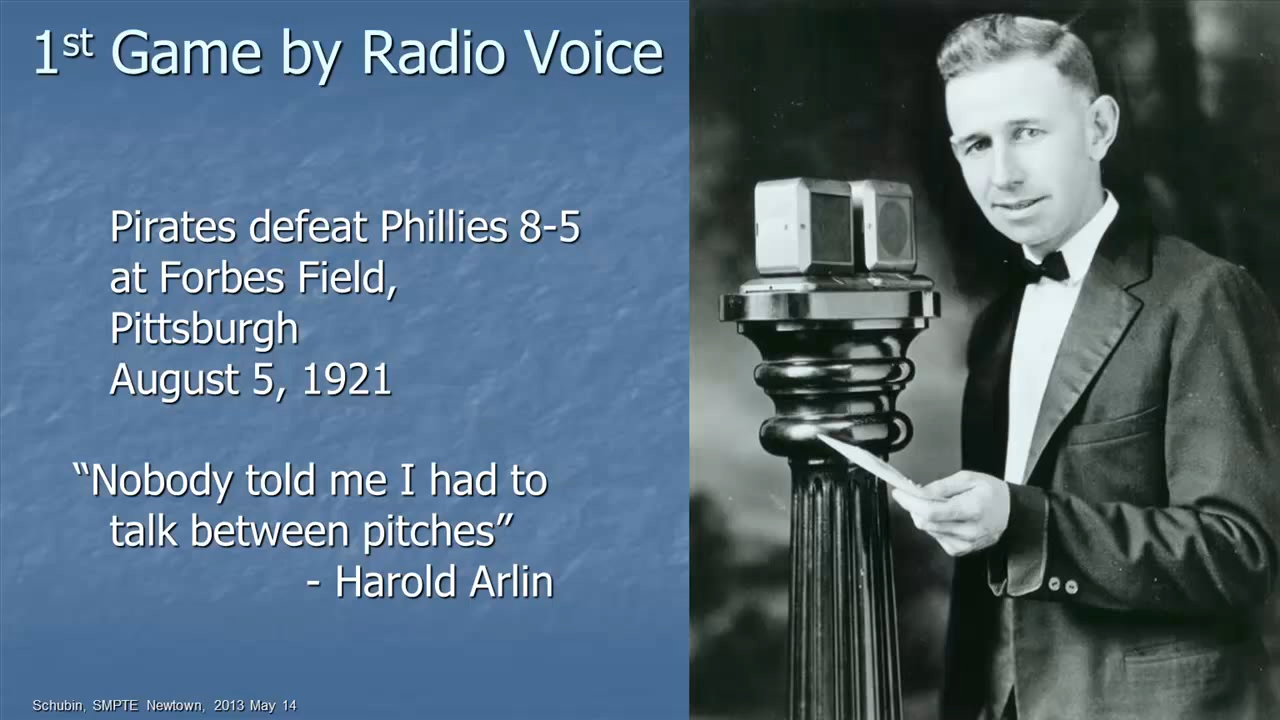 1st Game by Radio Voice
Pirates defeat Phillies 8-5
at Forbes Field,
Pittsburgh
August 5, 1921
“Nobody told me I had to
talk between pitches”
- Harold Arlin
Schubin, SMPTE Newtown, 2013 May 14